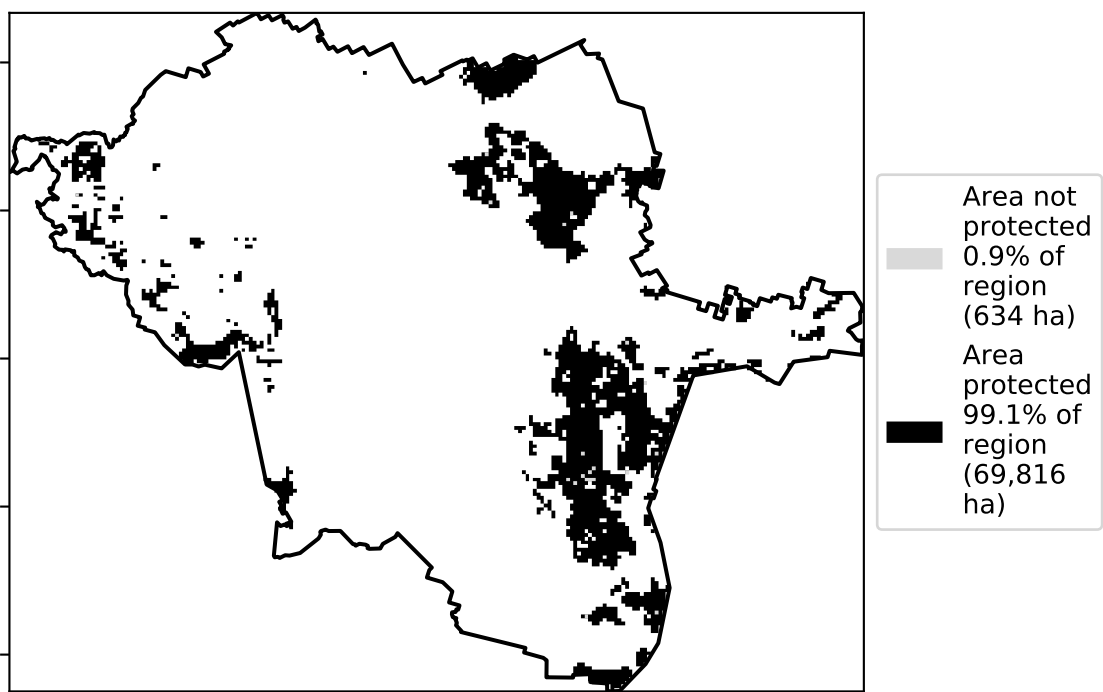 Area not
protected
0.9% of
region
(634 ha)
Area
protected
99.1% of
region
(69,816
ha)